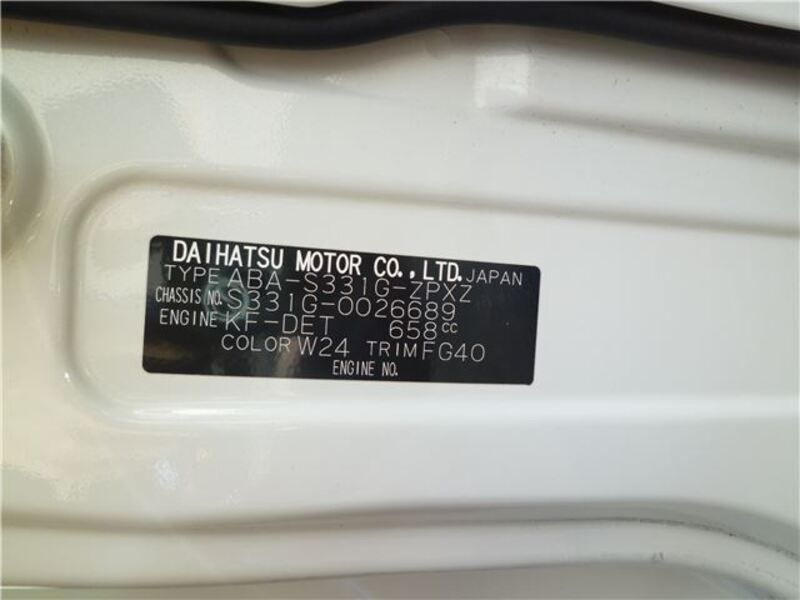 DAIHATSU MOTOR CO., LTD. JAPAN
TYPE ABA-S331G-ZPXZ
CHASSIS NO. S331G-0026689
ENGINE KF-DET 658cc
COLOR W24 TRIM FG40
ENGINE NO.